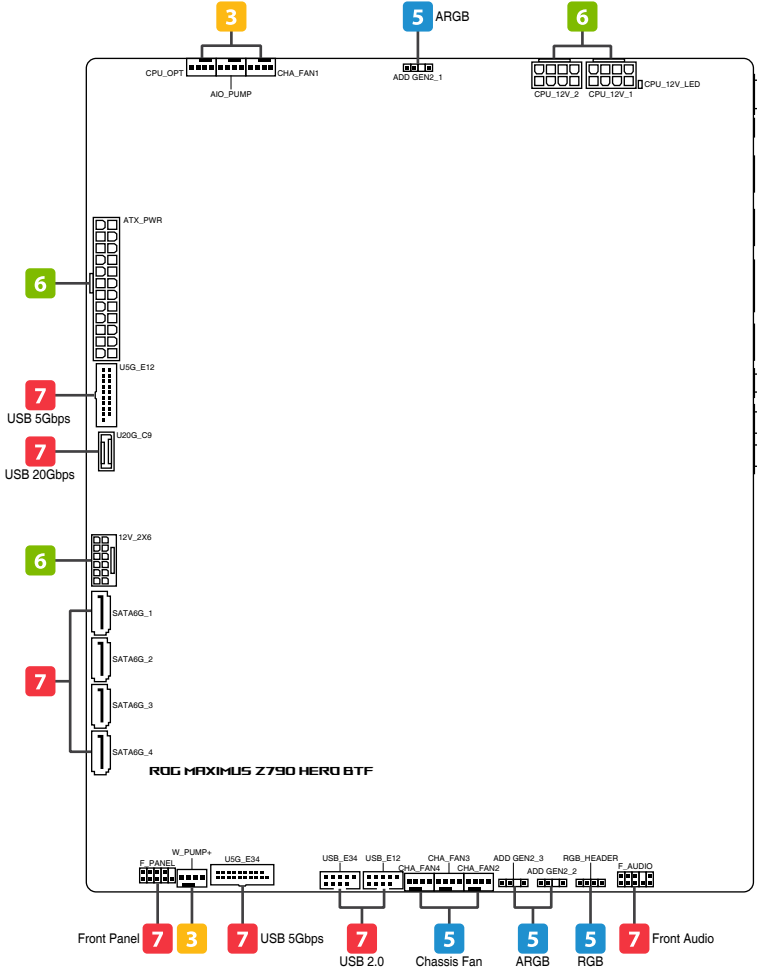 3
5 ARGB
6
CPU_OPT
CHA_FAN1
AIO_PUMP
ADD GEN2_1
CPU_12V_2
CPU_12V_1
CPU_12V_LED
ATX_PWR
6
U5G_E12
7
USB 5Gbps
U20G_C9
7
USB 20Gbps
12V_2X6
6
SATA6G_1
SATA6G_2
7
SATA6G_3
SATA6G_4
ROG MAXIMUS Z790 HERO BTF
F_PANEL
W_PUMP+
U5G_E34
USB_E34
USB_E12
CHA_FAN4
CHA_FAN3
CHA_FAN2
ADD GEN2_3
ADD GEN2_2
RGB_HEADER
F_AUDIO
Front Panel 7
3
7 USB 5Gbps
7
USB 2.0
5
Chassis Fan
5
ARGB
5
RGB
7 Front Audio